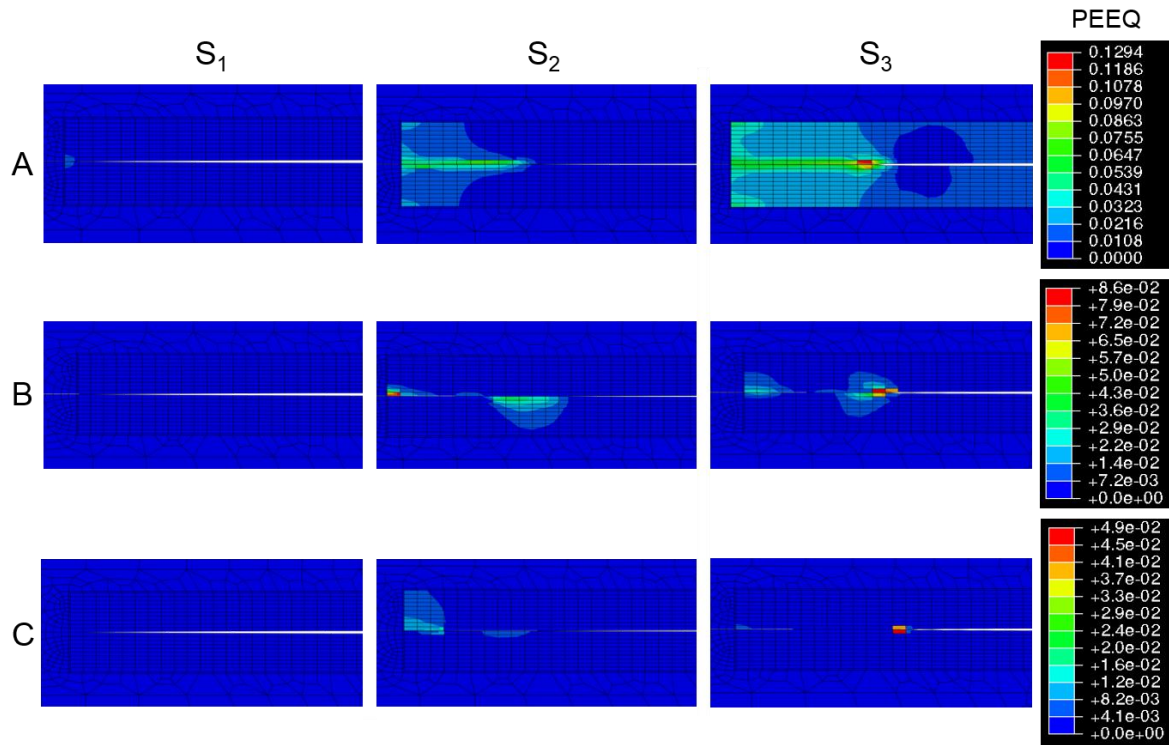 PEEQ
S₁ S₂ S₃
0.1294
0.1186
0.1078
0.0970
0.0863
0.0755
0.0647
0.0539
0.0431
0.0323
0.0216
0.0108
0.0000
A
+8.6e-02
+7.9e-02
+7.2e-02
+6.5e-02
+5.7e-02
+5.0e-02
+4.3e-02
+3.6e-02
+2.9e-02
+2.2e-02
+1.4e-02
+7.2e-03
+0.0e+00
B
+4.9e-02
+4.5e-02
+4.1e-02
+3.7e-02
+3.3e-02
+2.9e-02
+2.4e-02
+2.0e-02
+1.6e-02
+1.2e-02
+8.2e-03
+4.1e-03
+0.0e+00
C